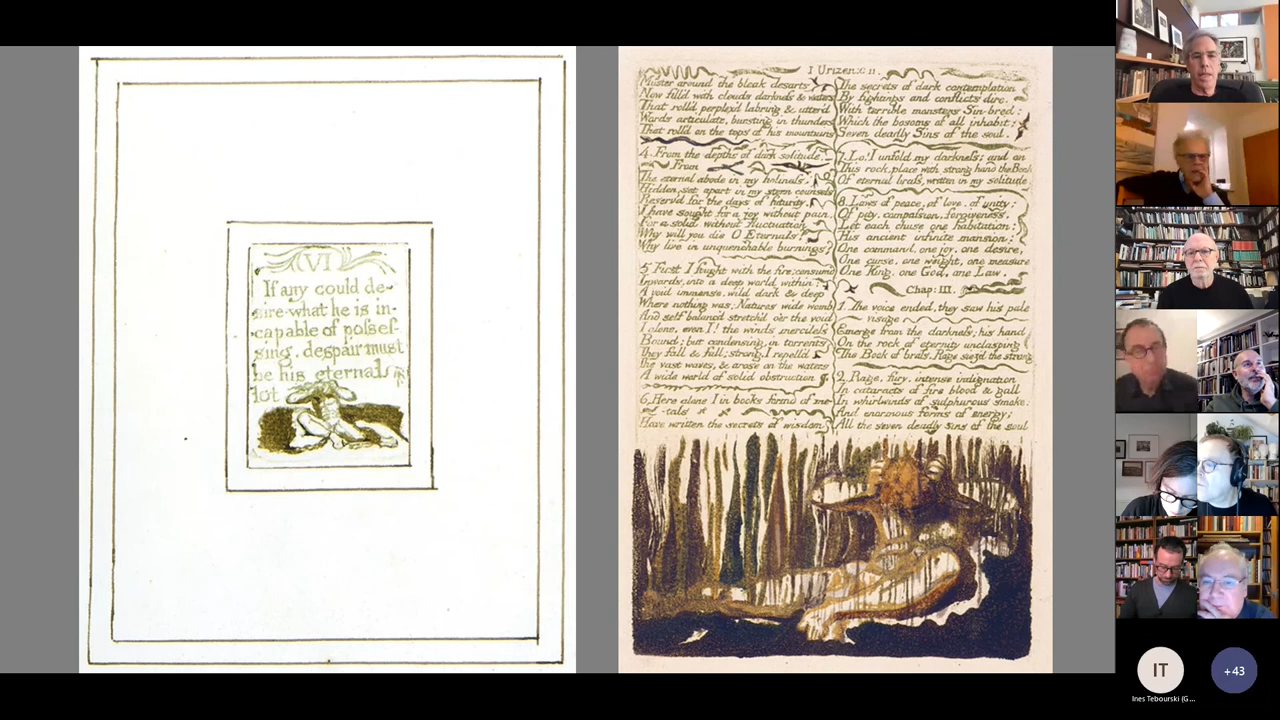 VI
If any could de-
sire what he is in-
capable of posses-
sing, despair must
be his eternal
lot
I Urizen: C II.
Muster around the bleak desarts
Now fill'd with clouds, darkness & waters
That roll'd perplex'd labring & utter'd
Words articulate, bursting in thunders
That roll'd on the tops of his mountains
4. From the depths of dark solitude. From
The eternal abode in my holiness,
Hidden, set apart in my stern counsels
Reserv'd for the days of futurity,
I have sought for a joy without pain,
For a solid without fluctuation
Why will you die O Eternals?
Why live in unquenchable burnings?
5 First I fought with the fire; consum'd
Inwards, into a deep world within:
A void immense, wild dark & deep,
Where nothing was; Natures wide womb
And self balanc'd stretch'd o'er the void
I alone, even I! the winds merciless
Bound; but condensing, in torrents
They fall & fall; strong I repell'd
The vast waves, & arose on the waters
A wide world of solid obstruction
6. Here alone I in books form'd of me-
-tals
Have written the secrets of wisdom
The secrets of dark contemplation
By fightings and conflicts dire,
With terrible monsters Sin-bred:
Which the bosoms of all inhabit;
Seven deadly Sins of the soul.
7. Lo! I unfold my darkness: and on
This rock, place with strong hand the Book
Of eternal brass, written in my solitude.
8. Laws of peace, of love, of unity:
Of pity, compassion, forgiveness.
Let each chuse one habitation:
His ancient infinite mansion:
One command, one joy, one desire,
One curse, one weight, one measure
One King, one God, one Law.
Chap: III.
1. The voice ended, they saw his pale
visage
Emerge from the darkness; his hand
On the rock of eternity unclasping
The Book of brass. Rage siez'd the strong
2. Rage, fury, intense indignation
In cataracts of fire blood & gall
In whirlwinds of sulphurous smoke:
And enormous forms of energy;
All the seven deadly sins of the soul
IT
+43
Ines Tebourski (G...